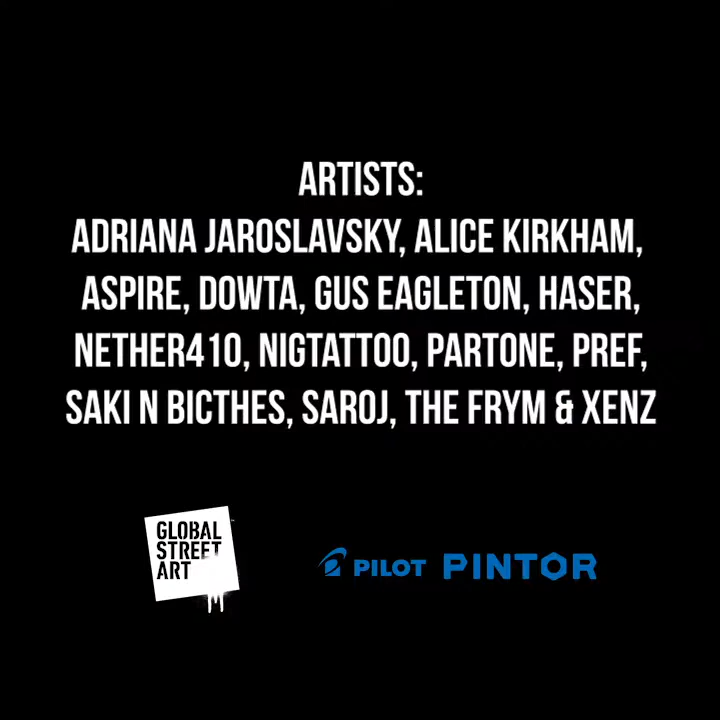 ARTISTS:
ADRIANA JAROSLAVSKY, ALICE KIRKHAM,
ASPIRE, DOWTA, GUS EAGLETON, HASER,
NETHER410, NIGTATTOO, PARTONE, PREF,
SAKI N BICTHES, SAROJ, THE FRYM & XENZ
GLOBAL
STREET
ART
PILOT PINTOR